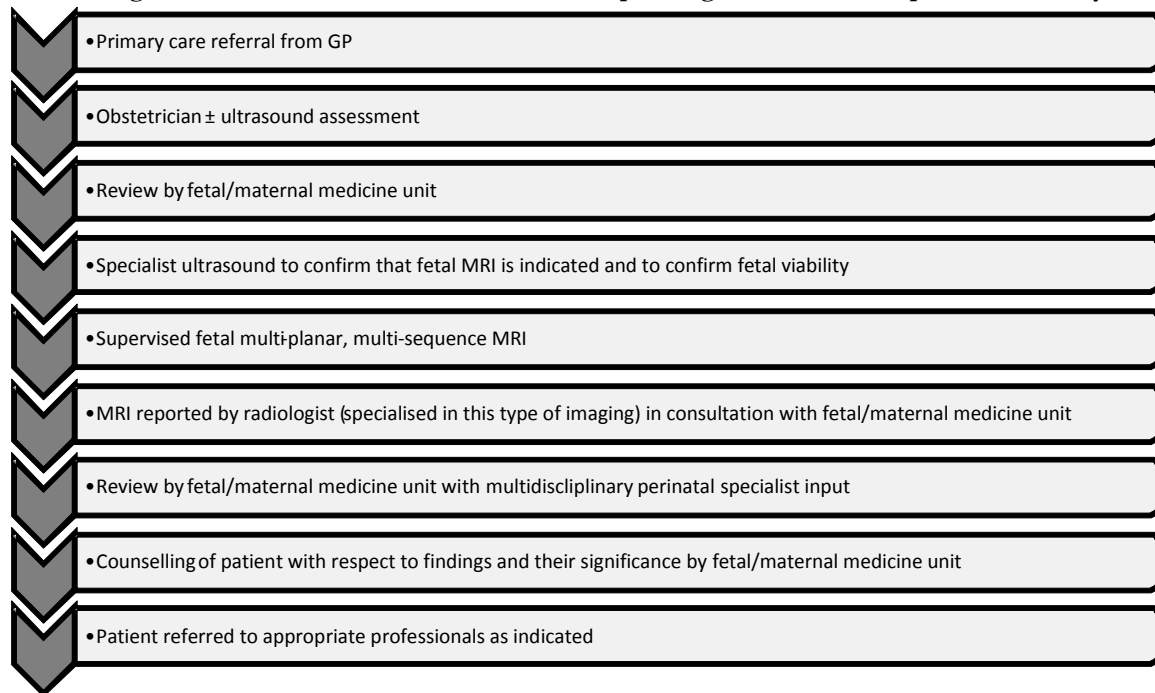 •Primary care referral from GP
•Obstetrician ± ultrasound assessment
•Review by fetal/maternal medicine unit
•Specialist ultrasound to confirm that fetal MRI is indicated and to confirm fetal viability
•Supervised fetal multi-planar, multi-sequence MRI
•MRI reported by radiologist (specialised in this type of imaging) in consultation with fetal/maternal medicine unit
•Review by fetal/maternal medicine unit with multidiscliplinary perinatal specialist input
•Counselling of patient with respect to findings and their significance by fetal/maternal medicine unit
•Patient referred to appropriate professionals as indicated